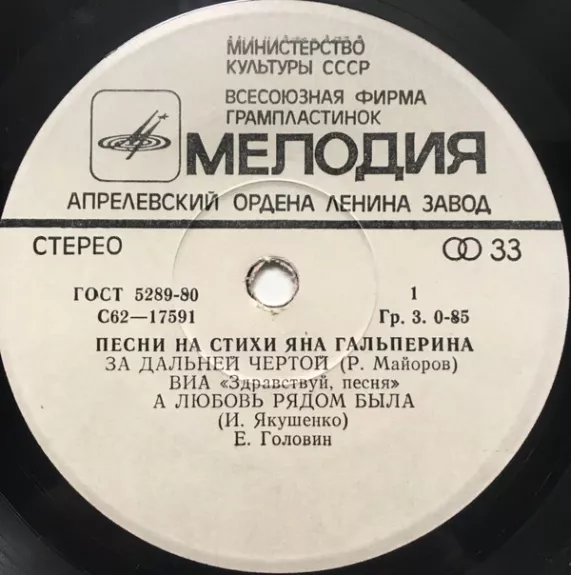 МИНИСТЕРСТВО
КУЛЬТУРЫ СССР
ВСЕСОЮЗНАЯ ФИРМА
ГРАМПЛАСТИНОК
МЕЛОДИЯ
АПРЕЛЕВСКИЙ ОРДЕНА ЛЕНИНА ЗАВОД
СТЕРЕО 33
ГОСТ 5289-80 1
С62—17591 Гр. 3. 0-85
ПЕСНИ НА СТИХИ ЯНА ГАЛЬПЕРИНА
ЗА ДАЛЬНЕЙ ЧЕРТОЙ (Р. Майоров)
ВИА «Здравствуй, песня»
А ЛЮБОВЬ РЯДОМ БЫЛА
(И. Якушенко)
Е. Головин